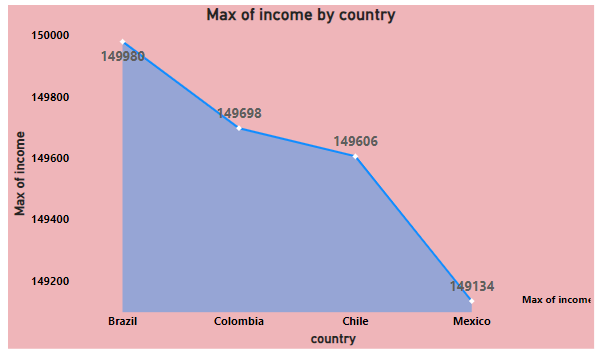 Max of income by country
150000
149800
149600
149400
149200
Max of income
149980
149698
149606
149134
Brazil Colombia Chile Mexico
country
Max of income